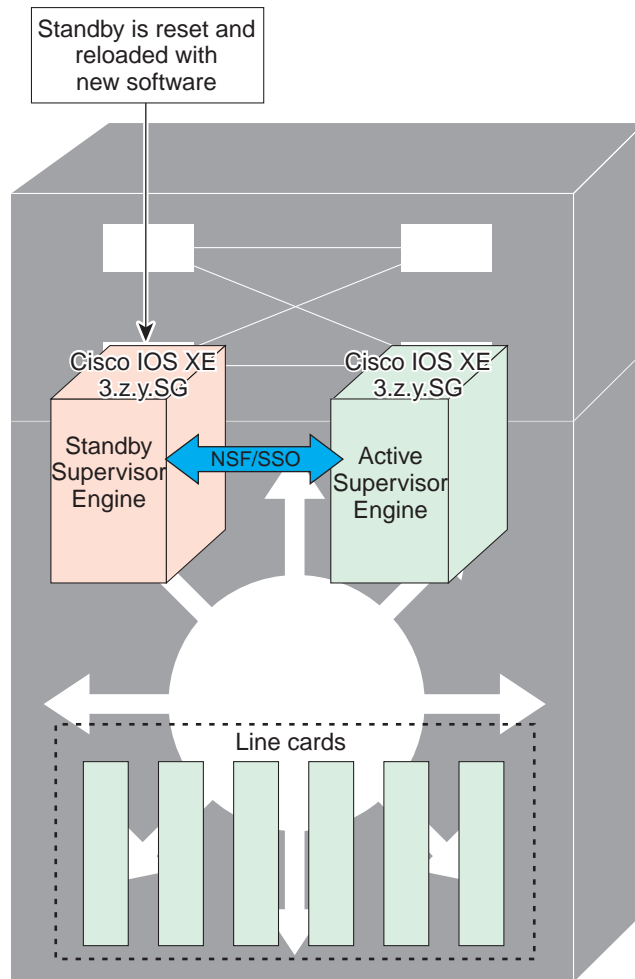 Standby is reset and
reloaded with
new software
Cisco IOS XE
3.z.y.SG
Cisco IOS XE
3.z.y.SG
Standby
Supervisor
Engine
NSF/SSO
Active
Supervisor
Engine
Line cards